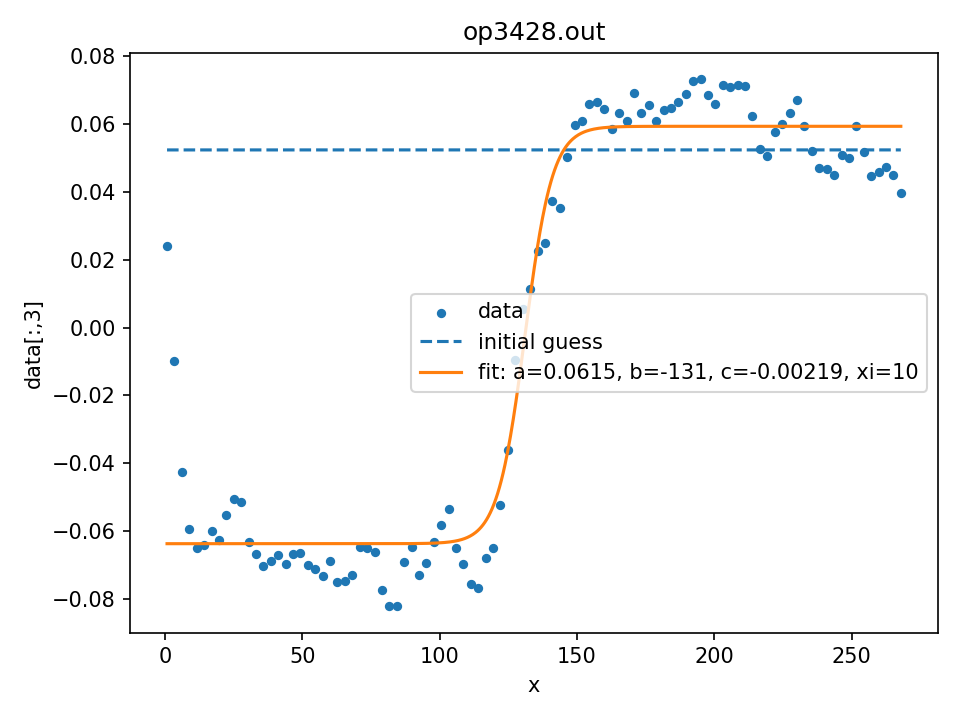 op3428.out
0.08
0.06
0.04
0.02
0.00
−0.02
−0.04
−0.06
−0.08
data[:,3]
data
initial guess
fit: a=0.0615, b=-131, c=-0.00219, xi=10
0 50 100 150 200 250
x